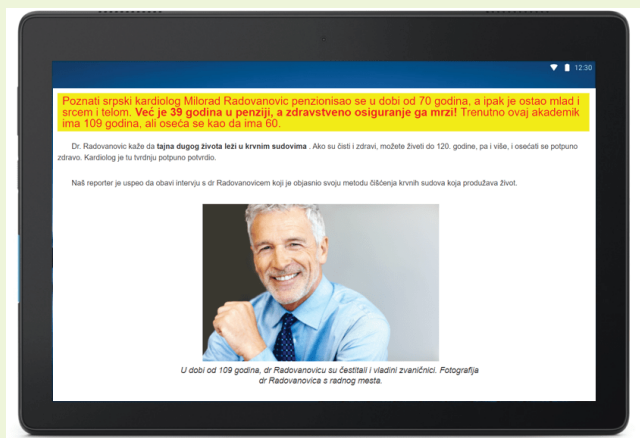 12:30
Poznati srpski kardiolog Milorad Radovanovic penzionisao se u dobi od 70 godina, a ipak je ostao mlad i
srcem i telom. Već je 39 godina u penziji, a zdravstveno osiguranje ga mrzi! Trenutno ovaj akademik
ima 109 godina, ali oseća se kao da ima 60.
Dr. Radovanovic kaže da tajna dugog života leži u krvnim sudovima . Ako su čisti i zdravi, možete živeti do 120. godine, pa i više, i osećati se potpuno
zdravo. Kardiolog je tu tvrdnju potpuno potvrdio.
Naš reporter je uspeo da obavi intervju s dr Radovanovicem koji je objasnio svoju metodu čišćenja krvnih sudova koja produžava život.
U dobi od 109 godina, dr Radovanovicu su čestitali i vladini zvaničnici. Fotografija
dr Radovanovica s radnog mesta.